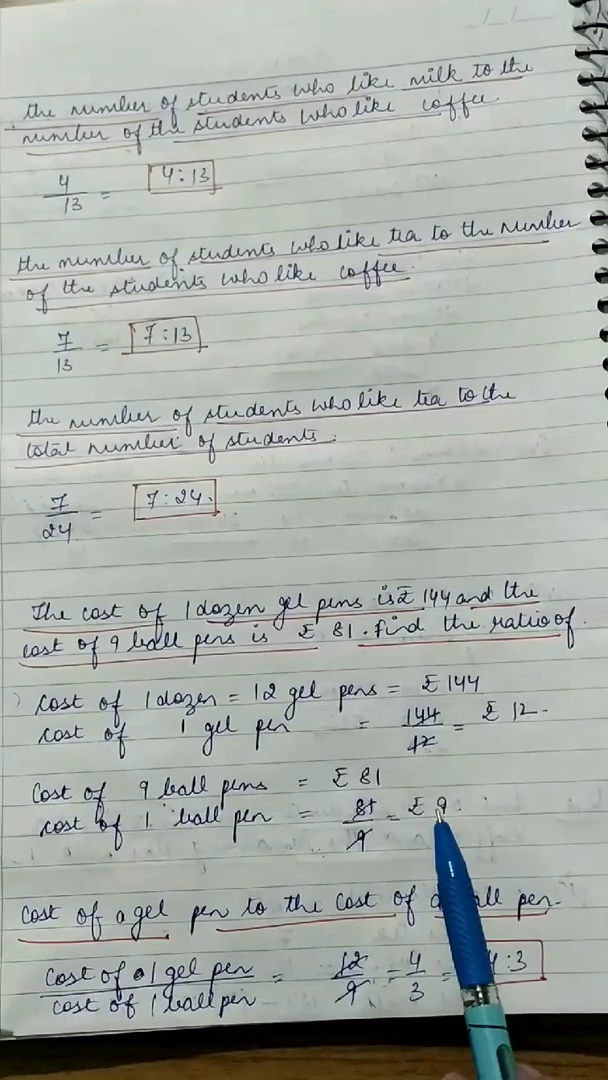 the number of students who like milk to the
number of the students who like coffee.
4/13 = 4:13
the number of students who like tea to the number
of the students who like coffee.
7/13 = 7:13
the number of students who like tea to the
total number of students.
7/24 = 7:24.
The cost of 1 dozen gel pens is ₹ 144 and the
cost of 9 ball pens is ₹ 81. find the ratio of.
cost of 1 dozen = 12 gel pens = ₹ 144
cost of 1 gel pen = 144/12 = ₹ 12.
Cost of 9 ball pens = ₹ 81
cost of 1 ball pen = 81/9 = ₹ 9.
Cost of a gel pen to the cost of pen.
cost of 1 gel pen/cost of 1 ball pen = 12/9 = 4/3 = 4:3